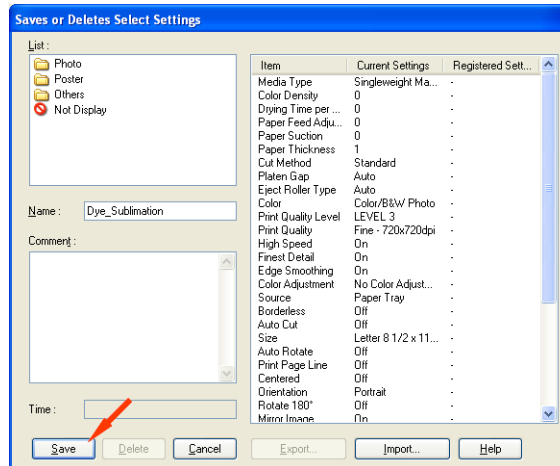 Saves or Deletes Select Settings
List :
Photo
Poster
Others
Not Display
Name : Dye_Sublimation
Comment :
Time :
Item Current Settings Registered Sett...
Media Type Singleweight Ma... -
Color Density 0 -
Drying Time per ... 0 -
Paper Feed Adju... 0 -
Paper Suction 0 -
Paper Thickness 1 -
Cut Method Standard -
Platen Gap Auto -
Eject Roller Type Auto -
Color Color/B&W Photo -
Print Quality Level LEVEL 3 -
Print Quality Fine - 720x720dpi -
High Speed On -
Finest Detail On -
Edge Smoothing On -
Color Adjustment No Color Adjust... -
Source Paper Tray -
Borderless Off -
Auto Cut Off -
Size Letter 8 1/2 x 11... -
Auto Rotate Off -
Print Page Line Off -
Centered Off -
Orientation Portrait -
Rotate 180° Off -
Mirror Image On -
Save Delete Cancel Export... Import... Help